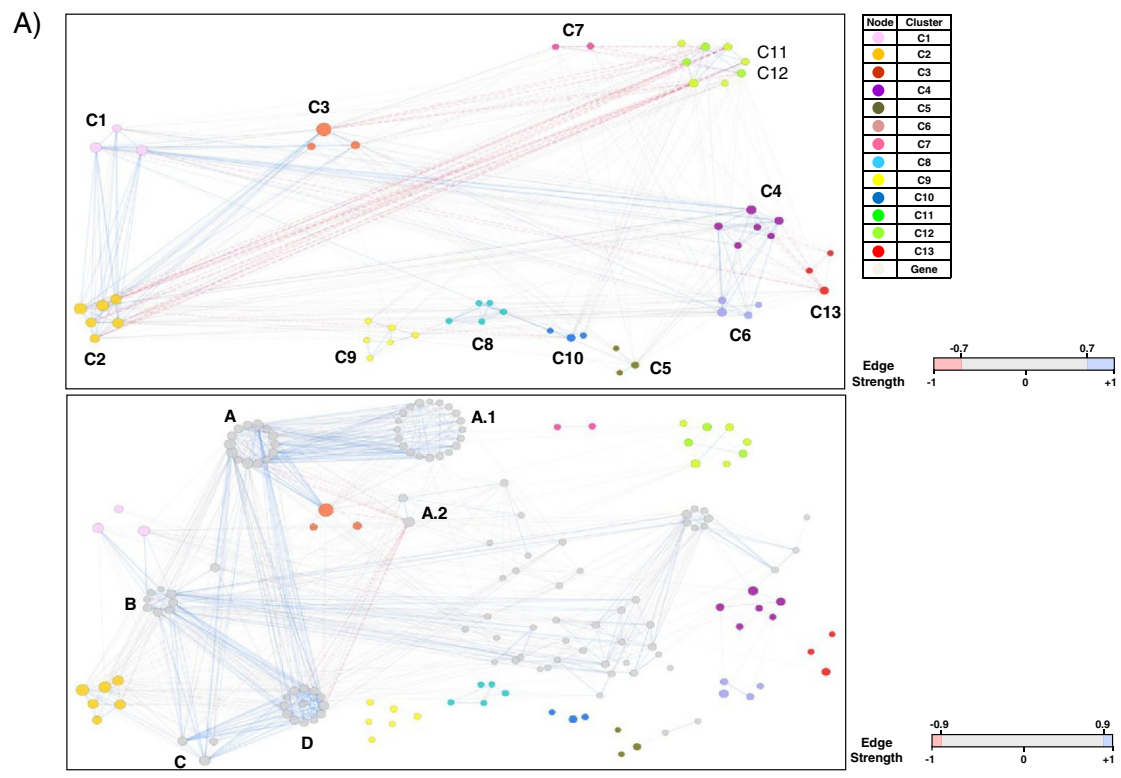 A)
C7
C11
C12
C3
C1
C4
C13
C6
C2
C9
C8
C10
C5
Node Cluster
C1
C2
C3
C4
C5
C6
C7
C8
C9
C10
C11
C12
C13
Gene
-0.7 0.7
Edge
Strength
-1 0 +1
A
A.1
A.2
B
C
D
-0.9 0.9
Edge
Strength
-1 0 +1